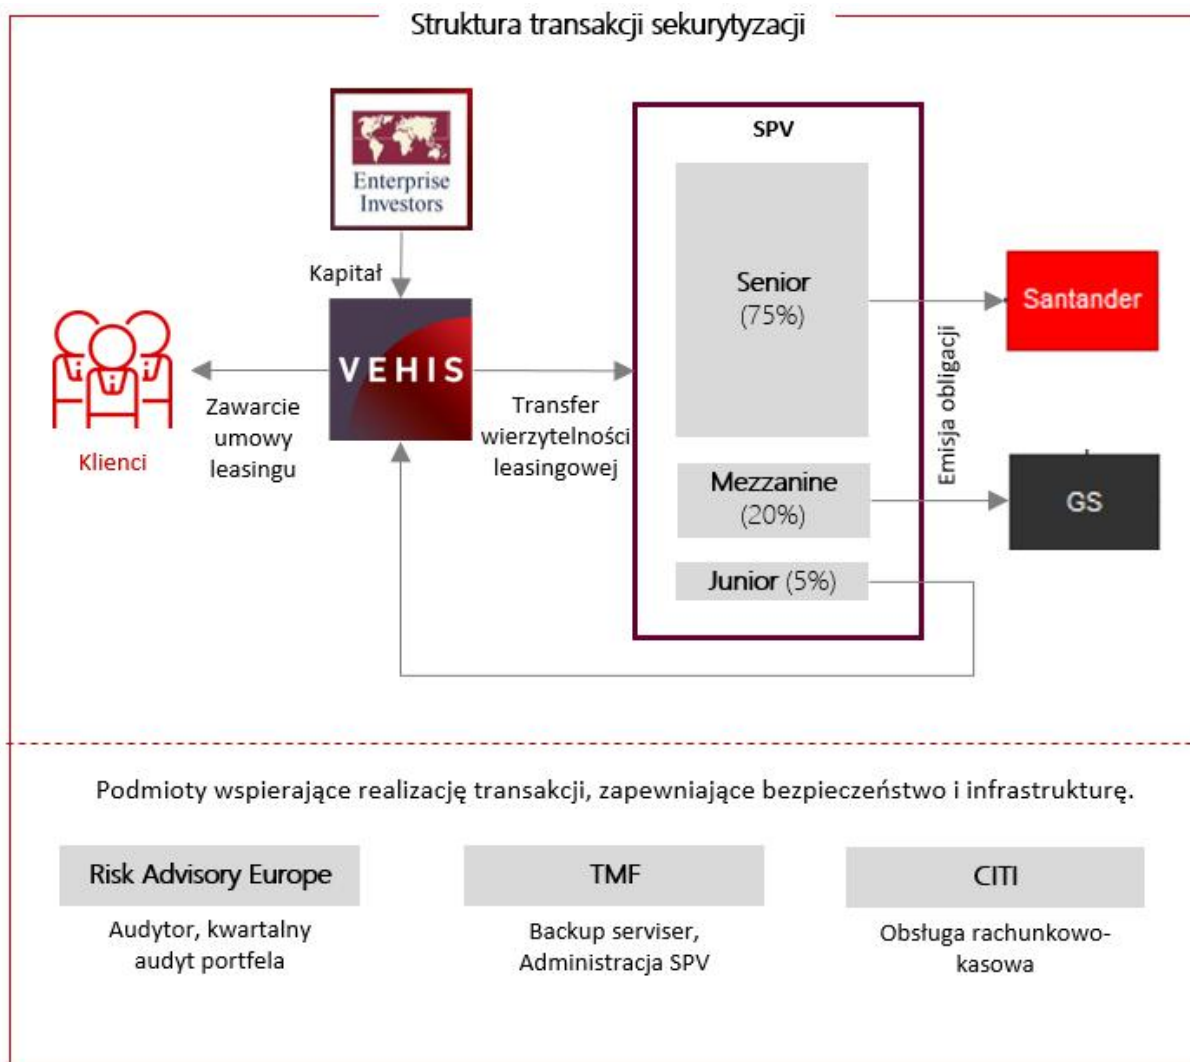 Struktura transakcji sekurytyzacji
Enterprise
Investors
Kapitał
VEHIS
Klienci
Zawarcie
umowy
leasingu
Transfer
wierzytelności
leasingowej
SPV
Senior
(75%)
Mezzanine
(20%)
Junior (5%)
Emisja obligacji
Santander
GS
Podmioty wspierające realizację transakcji, zapewniające bezpieczeństwo i infrastrukturę.
Risk Advisory Europe
Audytor, kwartalny
audyt portfela
TMF
Backup serviser,
Administracja SPV
CITI
Obsługa rachunkowo-
kasowa